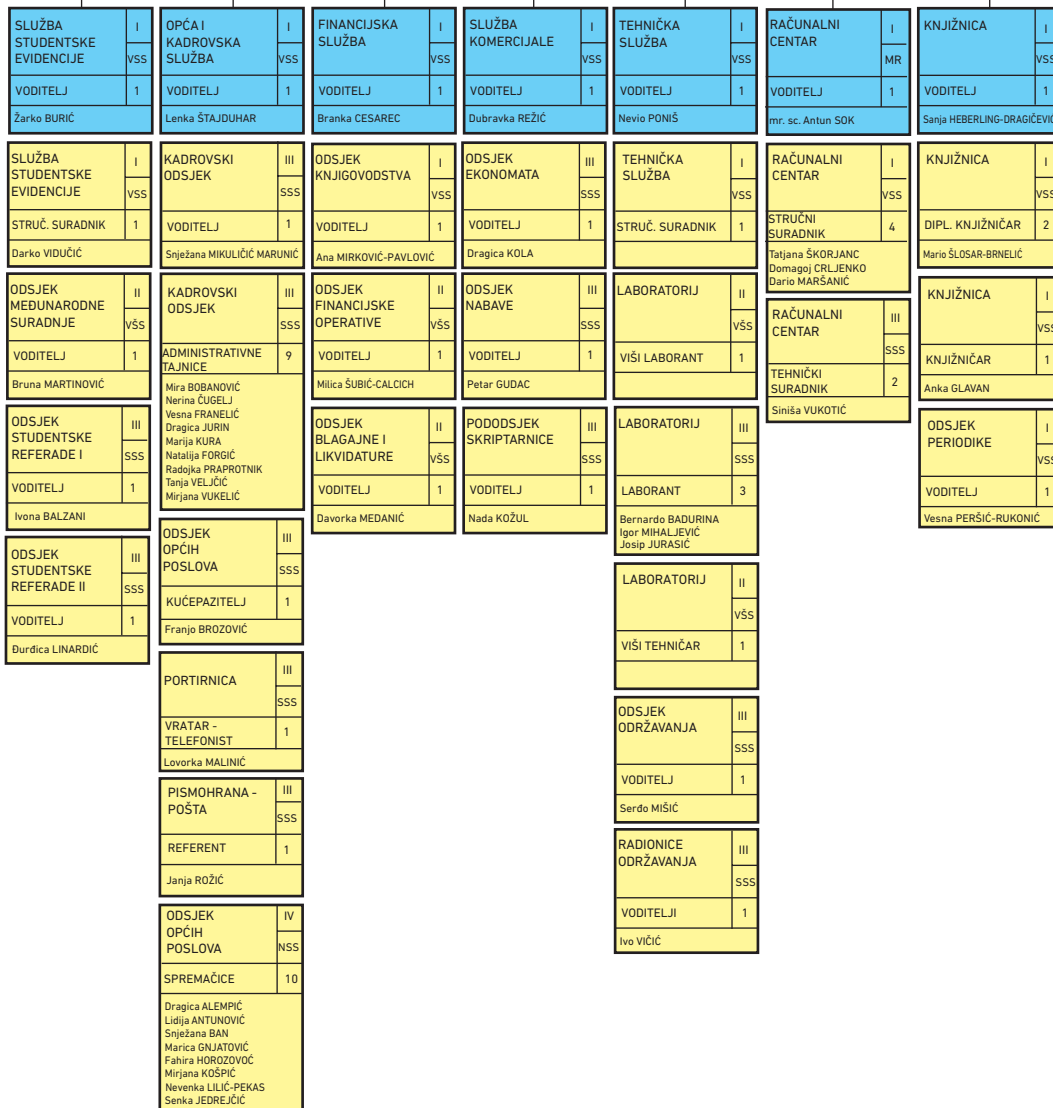 SLUŽBA
STUDENTSKE
EVIDENCIJE
I
VSS
VODITELJ
1
Žarko BURIĆ
SLUŽBA
STUDENTSKE
EVIDENCIJE
I
VSS
STRUČ. SURADNIK
1
Darko VIDUČIĆ
ODSJEK
MEĐUNARODNE
SURADNJE
II
VŠS
VODITELJ
1
Bruna MARTINOVIĆ
ODSJEK
STUDENTSKE
REFERADE I
III
SSS
VODITELJ
1
Ivona BALZANI
ODSJEK
STUDENTSKE
REFERADE II
III
SSS
VODITELJ
1
Đurđica LINARDIĆ
OPĆA I
KADROVSKA
SLUŽBA
I
VSS
VODITELJ
1
Lenka ŠTAJDUHAR
KADROVSKI
ODSJEK
III
SSS
VODITELJ
1
Snježana MIKULIČIĆ MARUNIĆ
KADROVSKI
ODSJEK
III
SSS
ADMINISTRATIVNE
TAJNICE
9
Mira BOBANOVIĆ
Nerina ČUGELJ
Vesna FRANELIĆ
Dragica JURIN
Marija KURA
Natalija FORGIĆ
Radojka PRAPROTNIK
Tanja VELJČIĆ
Mirjana VUKELIĆ
ODSJEK
OPĆIH
POSLOVA
III
SSS
KUĆEPAZITELJ
1
Franjo BROZOVIĆ
PORTIRNICA
III
SSS
VRATAR -
TELEFONIST
1
Lovorka MALINIĆ
PISMOHRANA -
POŠTA
III
SSS
REFERENT
1
Janja ROŽIĆ
ODSJEK
OPĆIH
POSLOVA
IV
NSS
SPREMAČICE
10
Dragica ALEMPIĆ
Lidija ANTUNOVIĆ
Snježana BAN
Marica GNJATOVIĆ
Fahira HOROZOVOĆ
Mirjana KOŠPIĆ
Nevenka LILIĆ-PEKAS
Senka JEDREJČIĆ
FINANCIJSKA
SLUŽBA
I
VSS
VODITELJ
1
Branka CESAREC
ODSJEK
KNJIGOVODSTVA
I
VSS
VODITELJ
1
Ana MIRKOVIĆ-PAVLOVIĆ
ODSJEK
FINANCIJSKE
OPERATIVE
II
VŠS
VODITELJ
1
Milica ŠUBIĆ-CALCICH
ODSJEK
BLAGAJNE I
LIKVIDATURE
II
VŠS
VODITELJ
1
Davorka MEDANIĆ
SLUŽBA
KOMERCIJALE
I
VSS
VODITELJ
1
Dubravka REŽIĆ
ODSJEK
EKONOMATA
III
SSS
VODITELJ
1
Dragica KOLA
ODSJEK
NABAVE
III
SSS
VODITELJ
1
Petar GUDAC
PODODSJEK
SKRIPTARNICE
III
SSS
VODITELJ
1
Nada KOŽUL
TEHNIČKA
SLUŽBA
I
VSS
VODITELJ
1
Nevio PONIŠ
TEHNIČKA
SLUŽBA
I
VSS
STRUČ. SURADNIK
1
LABORATORIJ
II
VŠS
VIŠI LABORANT
1
LABORATORIJ
III
SSS
LABORANT
3
Bernardo BADURINA
Igor MIHALJEVIĆ
Josip JURASIĆ
LABORATORIJ
II
VŠS
VIŠI TEHNIČAR
1
ODSJEK
ODRŽAVANJA
III
SSS
VODITELJ
1
Serđo MIŠIĆ
RADIONICE
ODRŽAVANJA
III
SSS
VODITELJI
1
Ivo VIČIĆ
RAČUNALNI
CENTAR
I
MR
VODITELJ
1
mr. sc. Antun SOK
RAČUNALNI
CENTAR
I
VSS
STRUČNI
SURADNIK
4
Tatjana ŠKORJANC
Domagoj CRLJENKO
Dario MARŠANIĆ
RAČUNALNI
CENTAR
III
SSS
TEHNIČKI
SURADNIK
2
Siniša VUKOTIĆ
KNJIŽNICA
I
VSS
VODITELJ
1
Sanja HEBERLING-DRAGIČEVIĆ
KNJIŽNICA
I
VSS
DIPL. KNJIŽNIČAR
2
Mario ŠLOSAR-BRNELIĆ
KNJIŽNICA
I
VSS
KNJIŽNIČAR
1
Anka GLAVAN
ODSJEK
PERIODIKE
I
VSS
VODITELJ
1
Vesna PERŠIĆ-RUKONIĆ